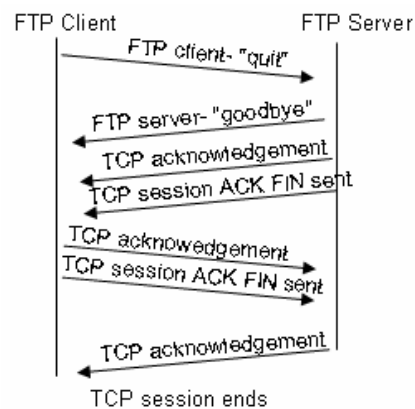 FTP Client
FTP Server
FTP client- "quit"
FTP server- "goodbye"
TCP acknowledgement
TCP session ACK FIN sent
TCP acknowedgement
TCP session ACK FIN sent
TCP acknowledgement
TCP session ends